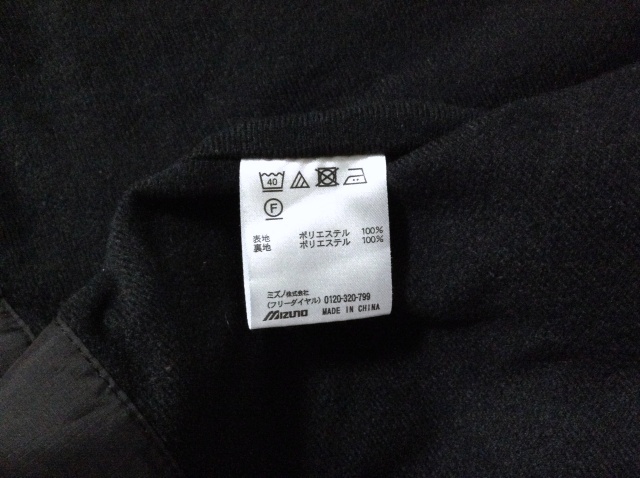 40
F
表地 ポリエステル 100%
裏地 ポリエステル 100%
ミズノ株式会社
(フリーダイヤル) 0120-320-799
MIZUNO MADE IN CHINA